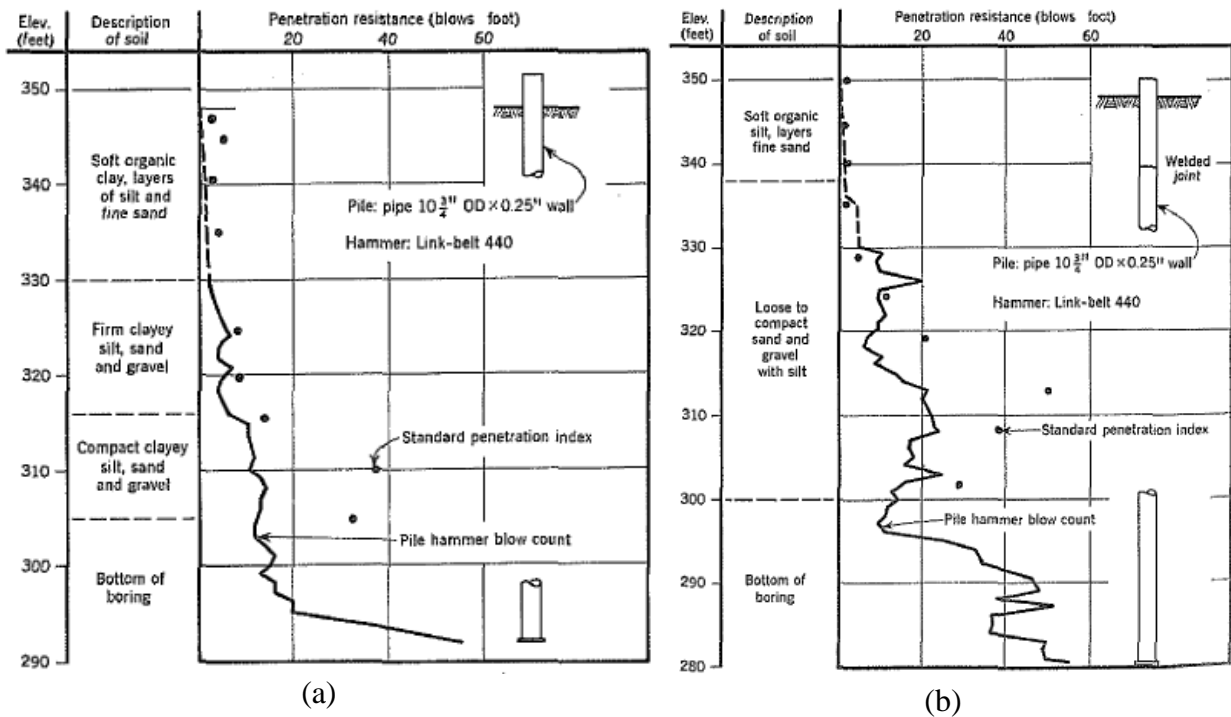 Elev.
(feet)
Description
of soil
Penetration resistance (blows foot)
20
40
60
350
340
330
320
310
300
290
Soft organic
clay, layers
of silt and
fine sand
Firm clayey
silt, sand
and gravel
Compact clayey
silt, sand
and gravel
Bottom of
boring
Pile: pipe 10 3/4" OD × 0.25" wall
Hammer: Link-belt 440
Standard penetration index
Pile hammer blow count
(a)
Elev.
(feet)
Description
of soil
Penetration resistance (blows foot)
20
40
60
350
340
330
320
310
300
290
280
Soft organic
silt, layers
fine sand
Loose to
compact
sand and
gravel
with silt
Bottom of
boring
Welded
joint
Pile: pipe 10 3/4" OD × 0.25" wall
Hammer: Link-belt 440
Standard penetration index
Pile hammer blow count
(b)